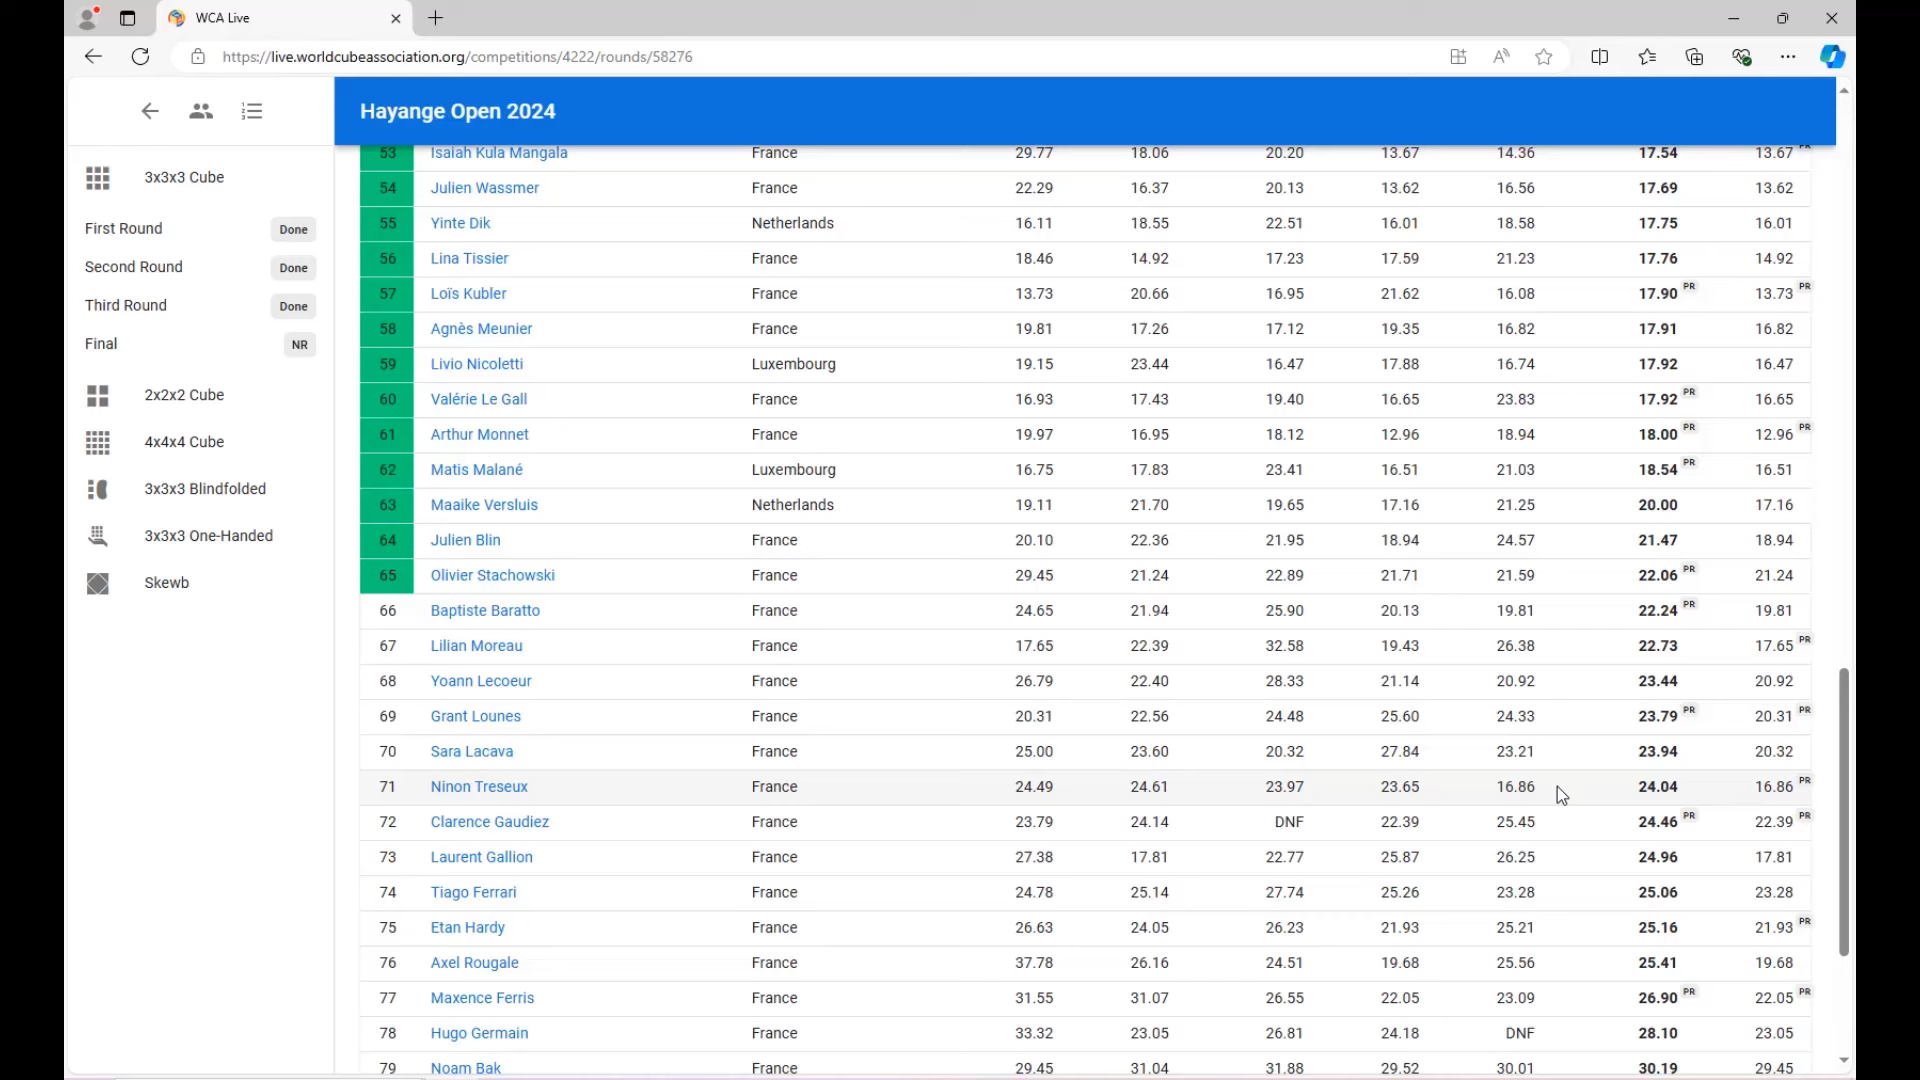 WCA Live
https://live.worldcubeassociation.org/competitions/4222/rounds/58276
Hayange Open 2024
3x3x3 Cube
First Round Done
Second Round Done
Third Round Done
Final NR
2x2x2 Cube
4x4x4 Cube
3x3x3 Blindfolded
3x3x3 One-Handed
Skewb
53 Isaiah Kula Mangala France 29.77 18.06 20.20 13.67 14.36 17.54 13.67 PR
54 Julien Wassmer France 22.29 16.37 20.13 13.62 16.56 17.69 13.62
55 Yinte Dik Netherlands 16.11 18.55 22.51 16.01 18.58 17.75 16.01
56 Lina Tissier France 18.46 14.92 17.23 17.59 21.23 17.76 14.92
57 Loïs Kubler France 13.73 20.66 16.95 21.62 16.08 17.90 PR 13.73 PR
58 Agnès Meunier France 19.81 17.26 17.12 19.35 16.82 17.91 16.82
59 Livio Nicoletti Luxembourg 19.15 23.44 16.47 17.88 16.74 17.92 16.47
60 Valérie Le Gall France 16.93 17.43 19.40 16.65 23.83 17.92 PR 16.65
61 Arthur Monnet France 19.97 16.95 18.12 12.96 18.94 18.00 PR 12.96 PR
62 Matis Malané Luxembourg 16.75 17.83 23.41 16.51 21.03 18.54 PR 16.51
63 Maaike Versluis Netherlands 19.11 21.70 19.65 17.16 21.25 20.00 17.16
64 Julien Blin France 20.10 22.36 21.95 18.94 24.57 21.47 18.94
65 Olivier Stachowski France 29.45 21.24 22.89 21.71 21.59 22.06 PR 21.24
66 Baptiste Baratto France 24.65 21.94 25.90 20.13 19.81 22.24 PR 19.81
67 Lilian Moreau France 17.65 22.39 32.58 19.43 26.38 22.73 17.65 PR
68 Yoann Lecoeur France 26.79 22.40 28.33 21.14 20.92 23.44 20.92
69 Grant Lounes France 20.31 22.56 24.48 25.60 24.33 23.79 PR 20.31 PR
70 Sara Lacava France 25.00 23.60 20.32 27.84 23.21 23.94 20.32
71 Ninon Treseux France 24.49 24.61 23.97 23.65 16.86 24.04 16.86 PR
72 Clarence Gaudiez France 23.79 24.14 DNF 22.39 25.45 24.46 PR 22.39 PR
73 Laurent Gallion France 27.38 17.81 22.77 25.87 26.25 24.96 17.81
74 Tiago Ferrari France 24.78 25.14 27.74 25.26 23.28 25.06 23.28
75 Etan Hardy France 26.63 24.05 26.23 21.93 25.21 25.16 21.93 PR
76 Axel Rougale France 37.78 26.16 24.51 19.68 25.56 25.41 19.68
77 Maxence Ferris France 31.55 31.07 26.55 22.05 23.09 26.90 PR 22.05 PR
78 Hugo Germain France 33.32 23.05 26.81 24.18 DNF 28.10 23.05
79 Noam Bak France 29.45 31.04 31.88 29.52 30.01 30.19 29.45